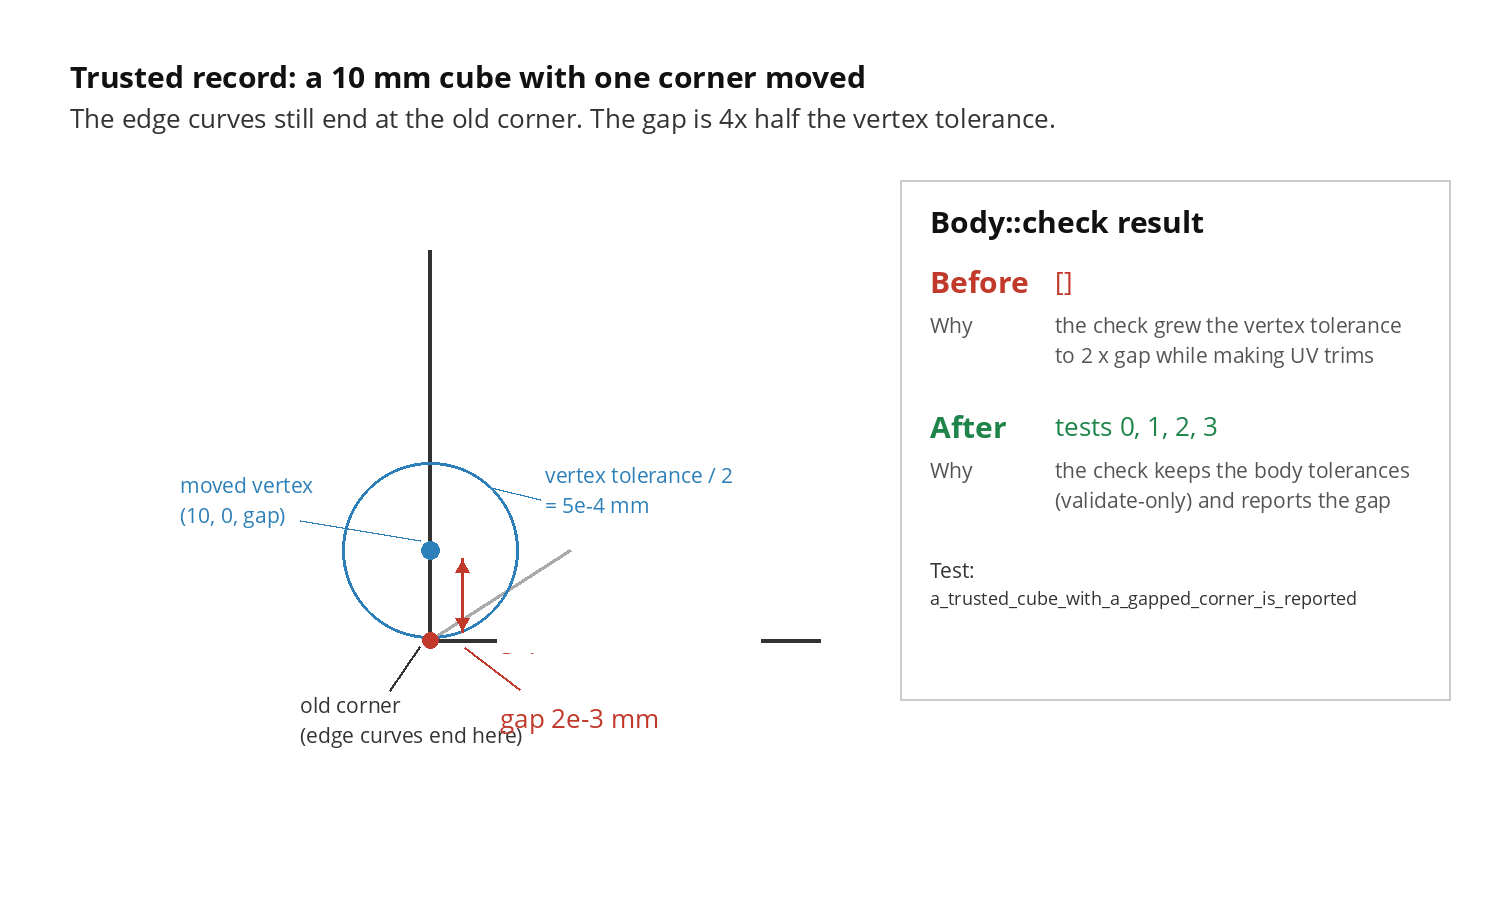 Trusted record: a 10 mm cube with one corner moved
The edge curves still end at the old corner. The gap is 4x half the vertex tolerance.
Body::check result
Before []
Why the check grew the vertex tolerance
to 2 x gap while making UV trims
After tests 0, 1, 2, 3
Why the check keeps the body tolerances
(validate-only) and reports the gap
Test:
a_trusted_cube_with_a_gapped_corner_is_reported
moved vertex
(10, 0, gap)
vertex tolerance / 2
= 5e-4 mm
old corner
(edge curves end here)
gap 2e-3 mm